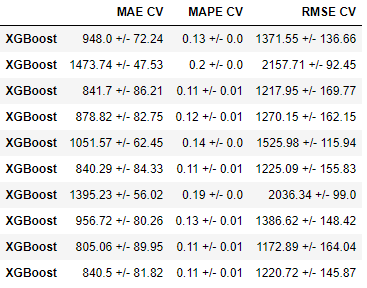 MAE CV MAPE CV RMSE CV
XGBoost 948.0 +/- 72.24 0.13 +/- 0.0 1371.55 +/- 136.66
XGBoost 1473.74 +/- 47.53 0.2 +/- 0.0 2157.71 +/- 92.45
XGBoost 841.7 +/- 86.21 0.11 +/- 0.01 1217.95 +/- 169.77
XGBoost 878.82 +/- 82.75 0.12 +/- 0.01 1270.15 +/- 162.15
XGBoost 1051.57 +/- 62.45 0.14 +/- 0.0 1525.98 +/- 115.94
XGBoost 840.29 +/- 84.33 0.11 +/- 0.01 1225.09 +/- 155.83
XGBoost 1395.23 +/- 56.02 0.19 +/- 0.0 2036.34 +/- 99.0
XGBoost 956.72 +/- 80.26 0.13 +/- 0.01 1386.62 +/- 148.42
XGBoost 805.06 +/- 89.95 0.11 +/- 0.01 1172.89 +/- 164.04
XGBoost 840.5 +/- 81.82 0.11 +/- 0.01 1220.72 +/- 145.87